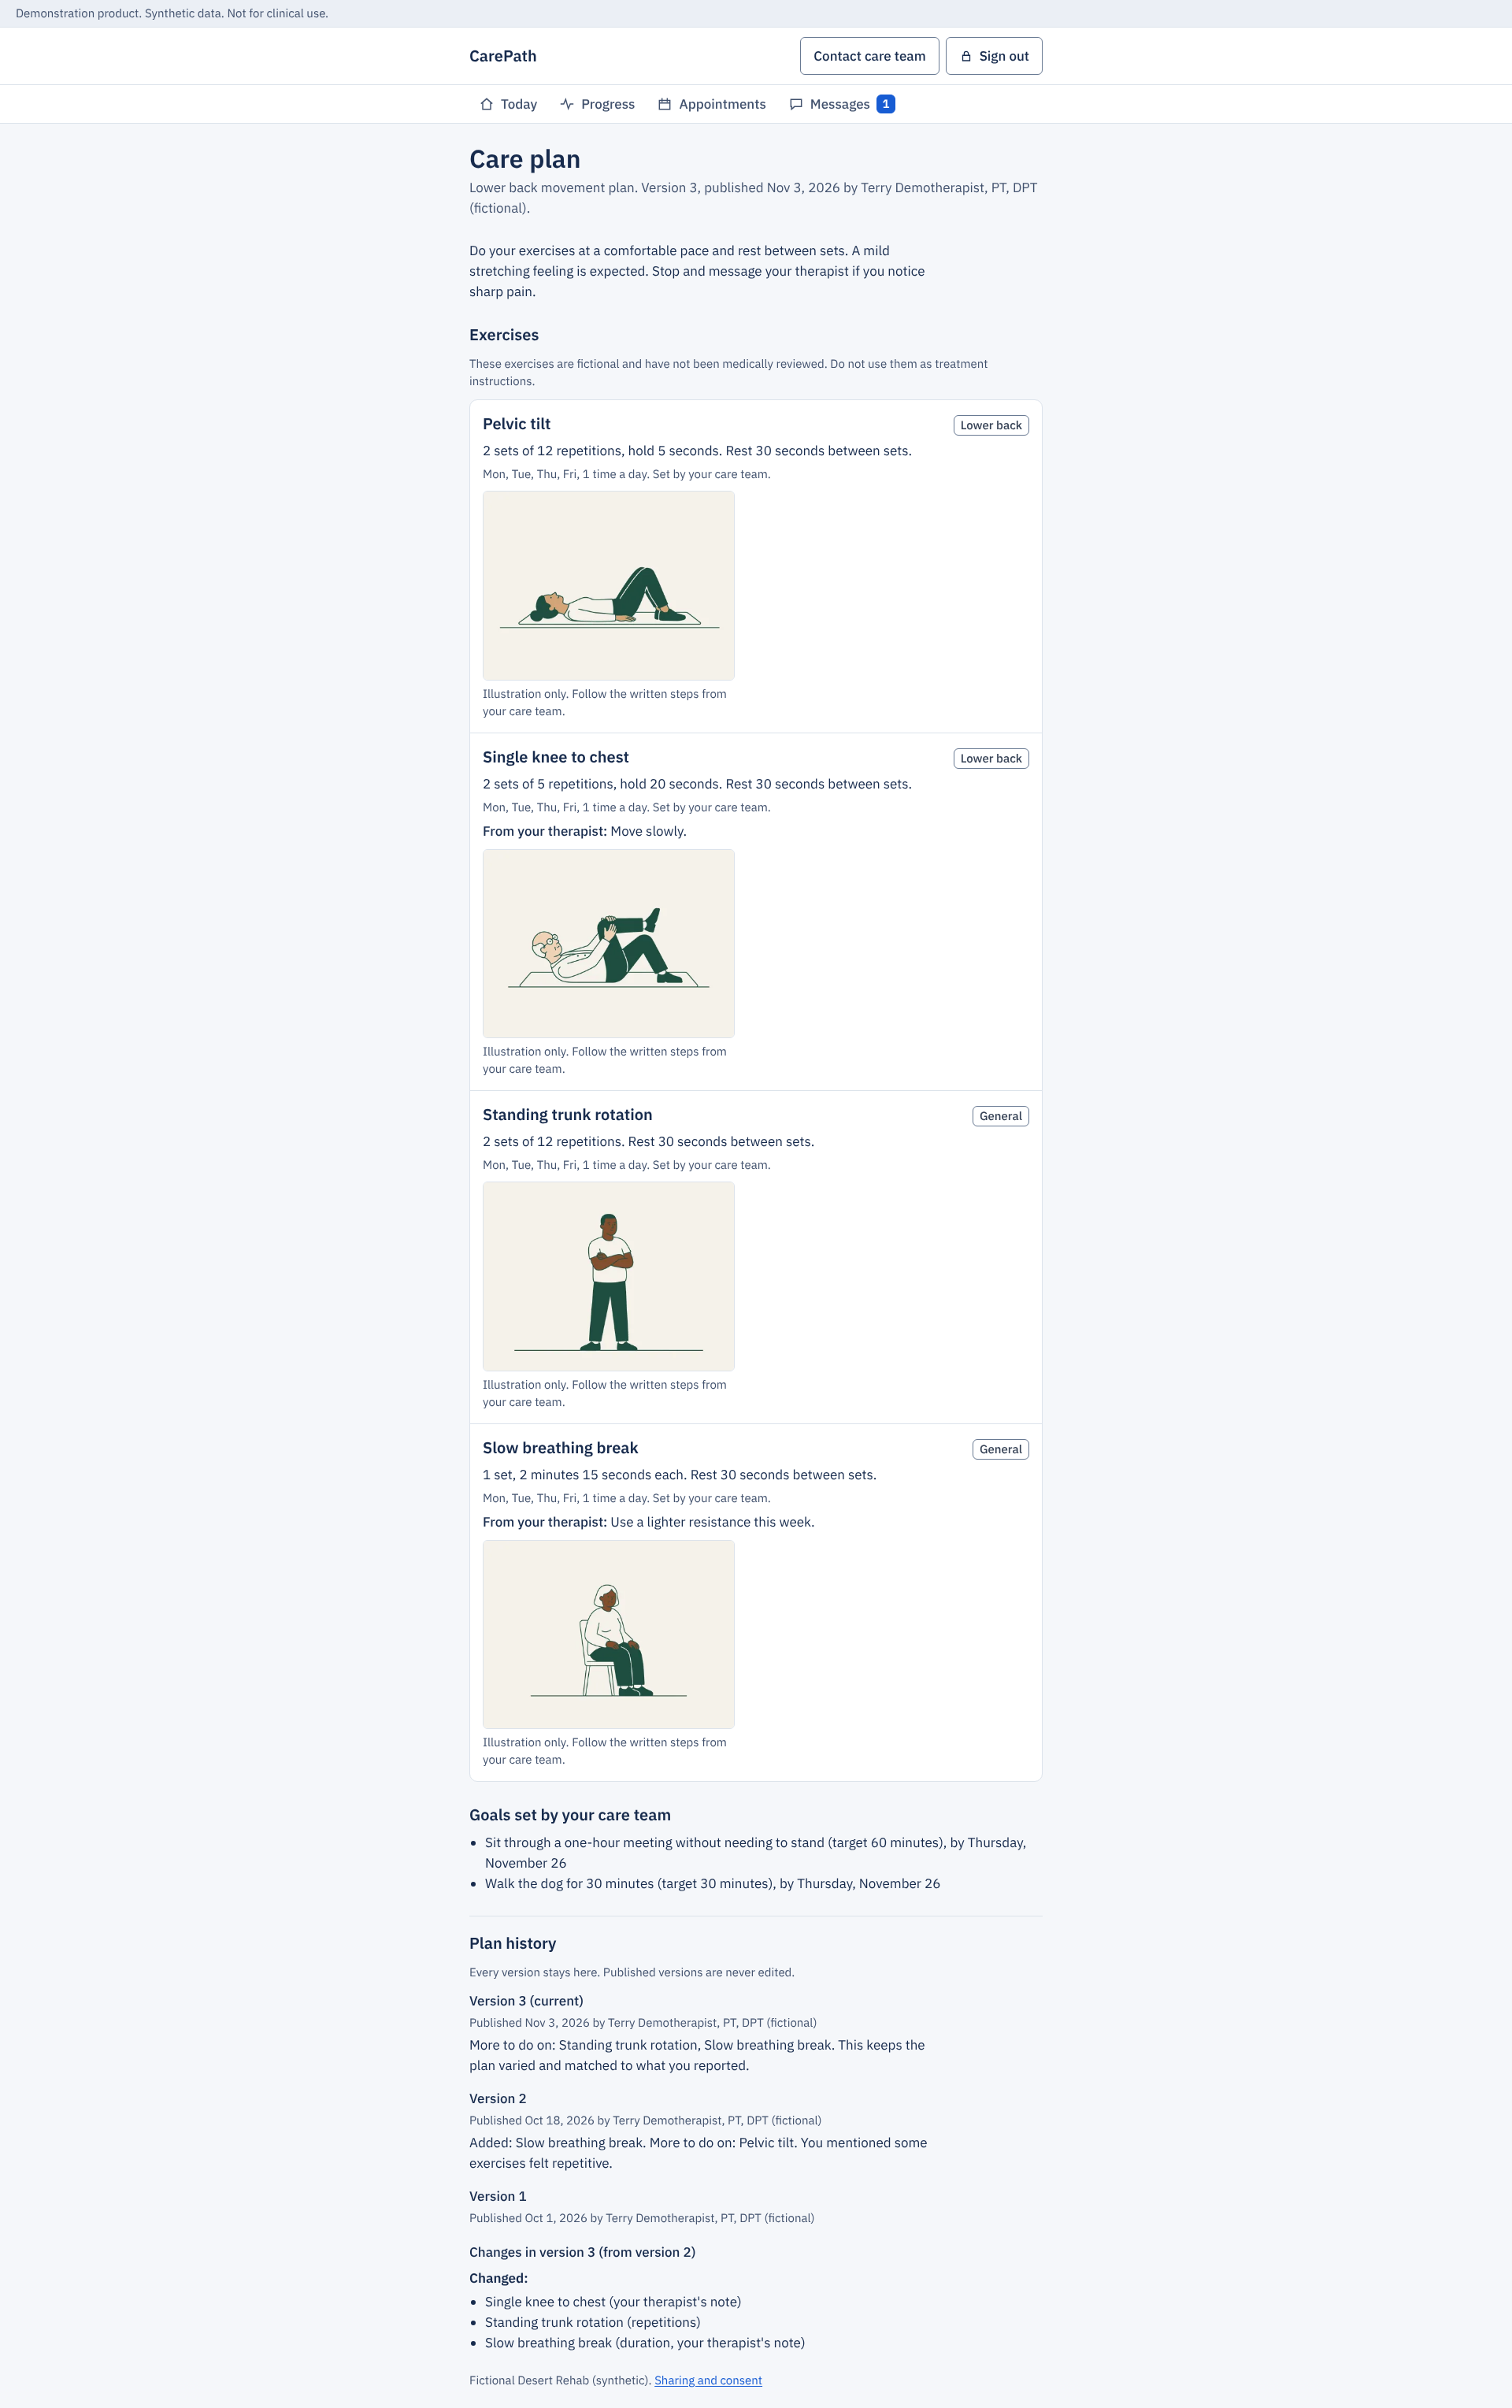 Demonstration product. Synthetic data. Not for clinical use.
CarePath
Contact care team
Sign out
Today
Progress
Appointments
Messages
1
Care plan
Lower back movement plan. Version 3, published Nov 3, 2026 by Terry Demotherapist, PT, DPT
(fictional).
Do your exercises at a comfortable pace and rest between sets. A mild
stretching feeling is expected. Stop and message your therapist if you notice
sharp pain.
Exercises
These exercises are fictional and have not been medically reviewed. Do not use them as treatment
instructions.
Pelvic tilt
Lower back
2 sets of 12 repetitions, hold 5 seconds. Rest 30 seconds between sets.
Mon, Tue, Thu, Fri, 1 time a day. Set by your care team.
Illustration only. Follow the written steps from
your care team.
Single knee to chest
Lower back
2 sets of 5 repetitions, hold 20 seconds. Rest 30 seconds between sets.
Mon, Tue, Thu, Fri, 1 time a day. Set by your care team.
From your therapist: Move slowly.
Illustration only. Follow the written steps from
your care team.
Standing trunk rotation
General
2 sets of 12 repetitions. Rest 30 seconds between sets.
Mon, Tue, Thu, Fri, 1 time a day. Set by your care team.
Illustration only. Follow the written steps from
your care team.
Slow breathing break
General
1 set, 2 minutes 15 seconds each. Rest 30 seconds between sets.
Mon, Tue, Thu, Fri, 1 time a day. Set by your care team.
From your therapist: Use a lighter resistance this week.
Illustration only. Follow the written steps from
your care team.
Goals set by your care team
• Sit through a one-hour meeting without needing to stand (target 60 minutes), by Thursday,
November 26
• Walk the dog for 30 minutes (target 30 minutes), by Thursday, November 26
Plan history
Every version stays here. Published versions are never edited.
Version 3 (current)
Published Nov 3, 2026 by Terry Demotherapist, PT, DPT (fictional)
More to do on: Standing trunk rotation, Slow breathing break. This keeps the
plan varied and matched to what you reported.
Version 2
Published Oct 18, 2026 by Terry Demotherapist, PT, DPT (fictional)
Added: Slow breathing break. More to do on: Pelvic tilt. You mentioned some
exercises felt repetitive.
Version 1
Published Oct 1, 2026 by Terry Demotherapist, PT, DPT (fictional)
Changes in version 3 (from version 2)
Changed:
• Single knee to chest (your therapist's note)
• Standing trunk rotation (repetitions)
• Slow breathing break (duration, your therapist's note)
Fictional Desert Rehab (synthetic). Sharing and consent